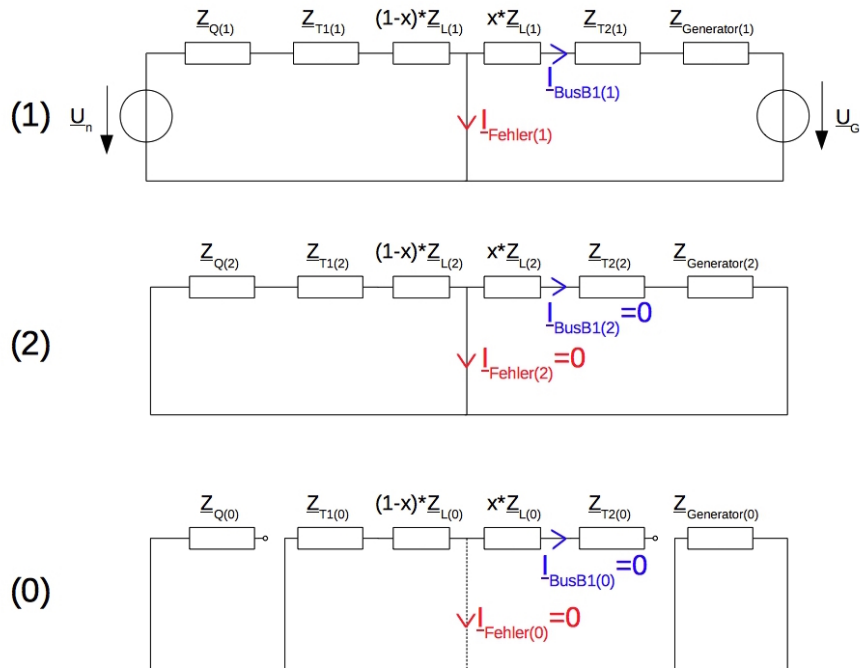 Z_Q(1) Z_T1(1) (1-x)*Z_L(1) x*Z_L(1) Z_T2(1) Z_Generator(1)
I_BusB1(1)
(1) U_n I_Fehler(1) U_G
Z_Q(2) Z_T1(2) (1-x)*Z_L(2) x*Z_L(2) Z_T2(2) Z_Generator(2)
I_BusB1(2)=0
(2) I_Fehler(2)=0
Z_Q(0) Z_T1(0) (1-x)*Z_L(0) x*Z_L(0) Z_T2(0) Z_Generator(0)
I_BusB1(0)=0
(0) I_Fehler(0)=0